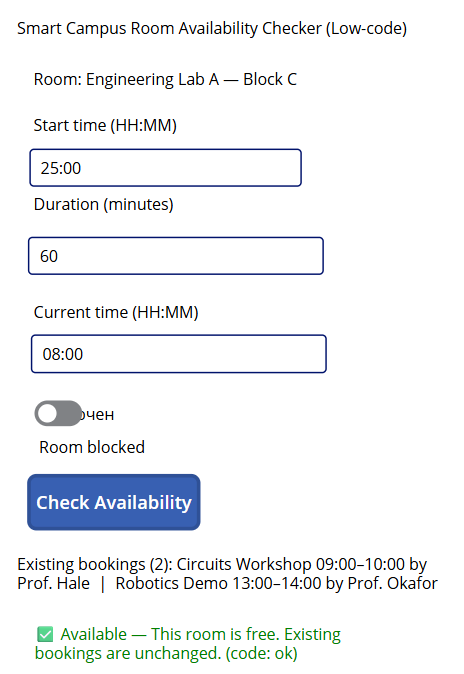 Smart Campus Room Availability Checker (Low-code)
Room: Engineering Lab A — Block C
Start time (HH:MM)
25:00
Duration (minutes)
60
Current time (HH:MM)
08:00
Room blocked
Check Availability
Existing bookings (2): Circuits Workshop 09:00–10:00 by
Prof. Hale | Robotics Demo 13:00–14:00 by Prof. Okafor
✅ Available — This room is free. Existing
bookings are unchanged. (code: ok)